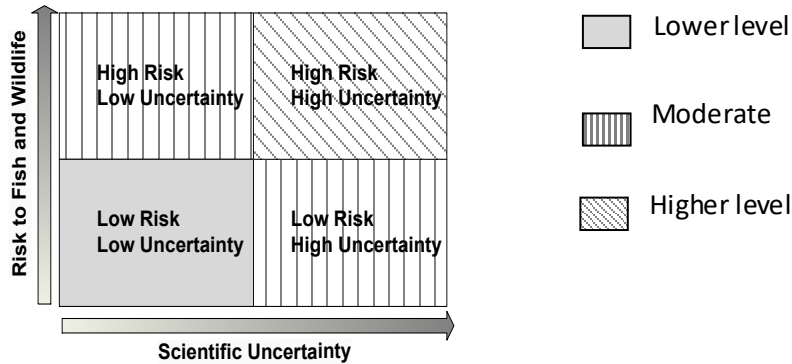 Risk to Fish and Wildlife
High Risk
Low Uncertainty
High Risk
High Uncertainty
Low Risk
Low Uncertainty
Low Risk
High Uncertainty
Scientific Uncertainty
Lower level
Moderate
Higher level